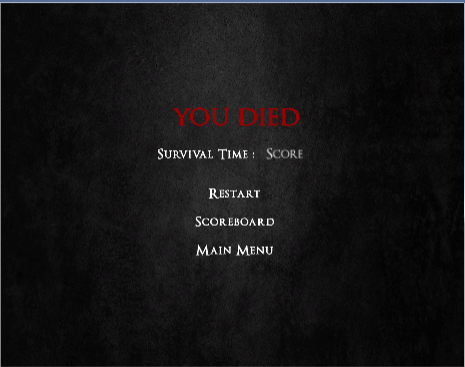 YOU DIED
SURVIVAL TIME : SCORE
RESTART
SCOREBOARD
MAIN MENU